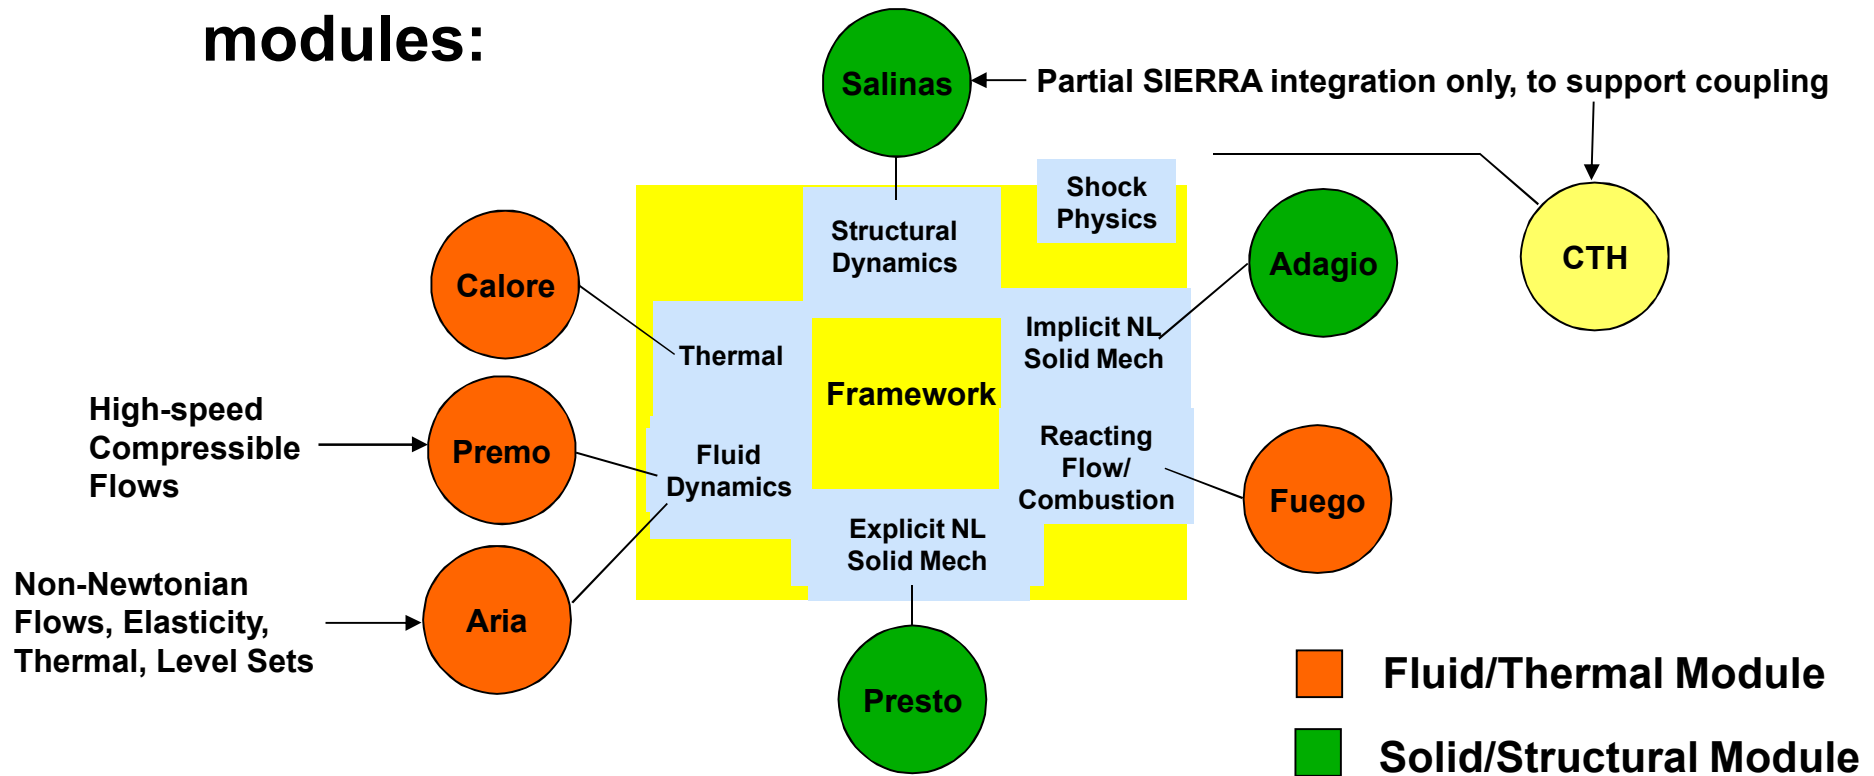 modules:
Salinas
Partial SIERRA integration only, to support coupling
Shock
Physics
Structural
Dynamics
Calore
Adagio
CTH
Thermal
Implicit NL
Solid Mech
Framework
High-speed
Compressible
Flows
Premo
Fluid
Dynamics
Reacting
Flow/
Combustion
Fuego
Explicit NL
Solid Mech
Non-Newtonian
Flows, Elasticity,
Thermal, Level Sets
Aria
Presto
Fluid/Thermal Module
Solid/Structural Module